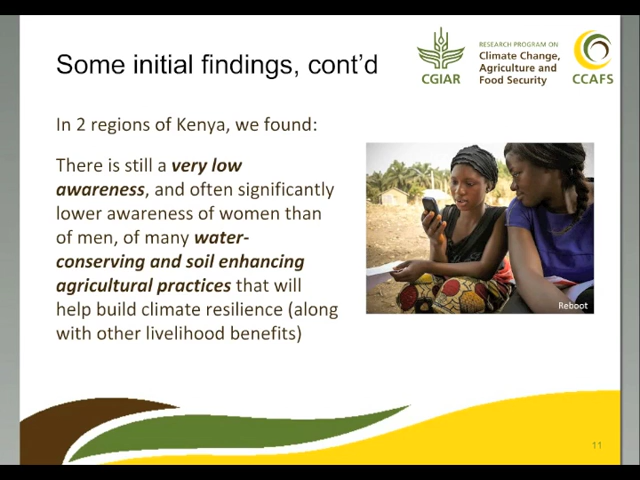 Some initial findings, cont'd
CGIAR
RESEARCH PROGRAM ON
Climate Change,
Agriculture and
Food Security
CCAFS
In 2 regions of Kenya, we found:
There is still a very low
awareness, and often significantly
lower awareness of women than
of men, of many water-
conserving and soil enhancing
agricultural practices that will
help build climate resilience (along
with other livelihood benefits)
Reboot
11